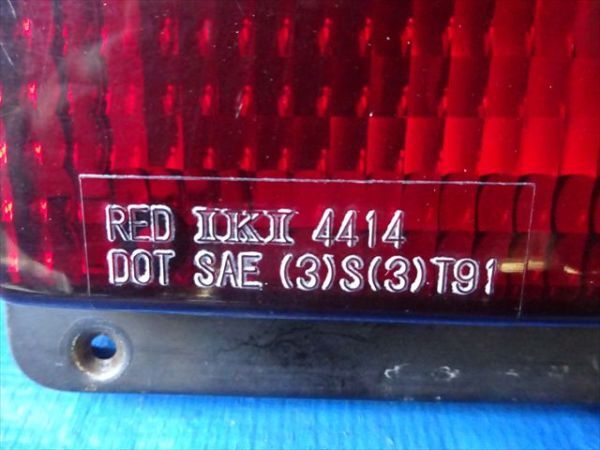 RED IKI 4414
DOT SAE (3)S(3)T91